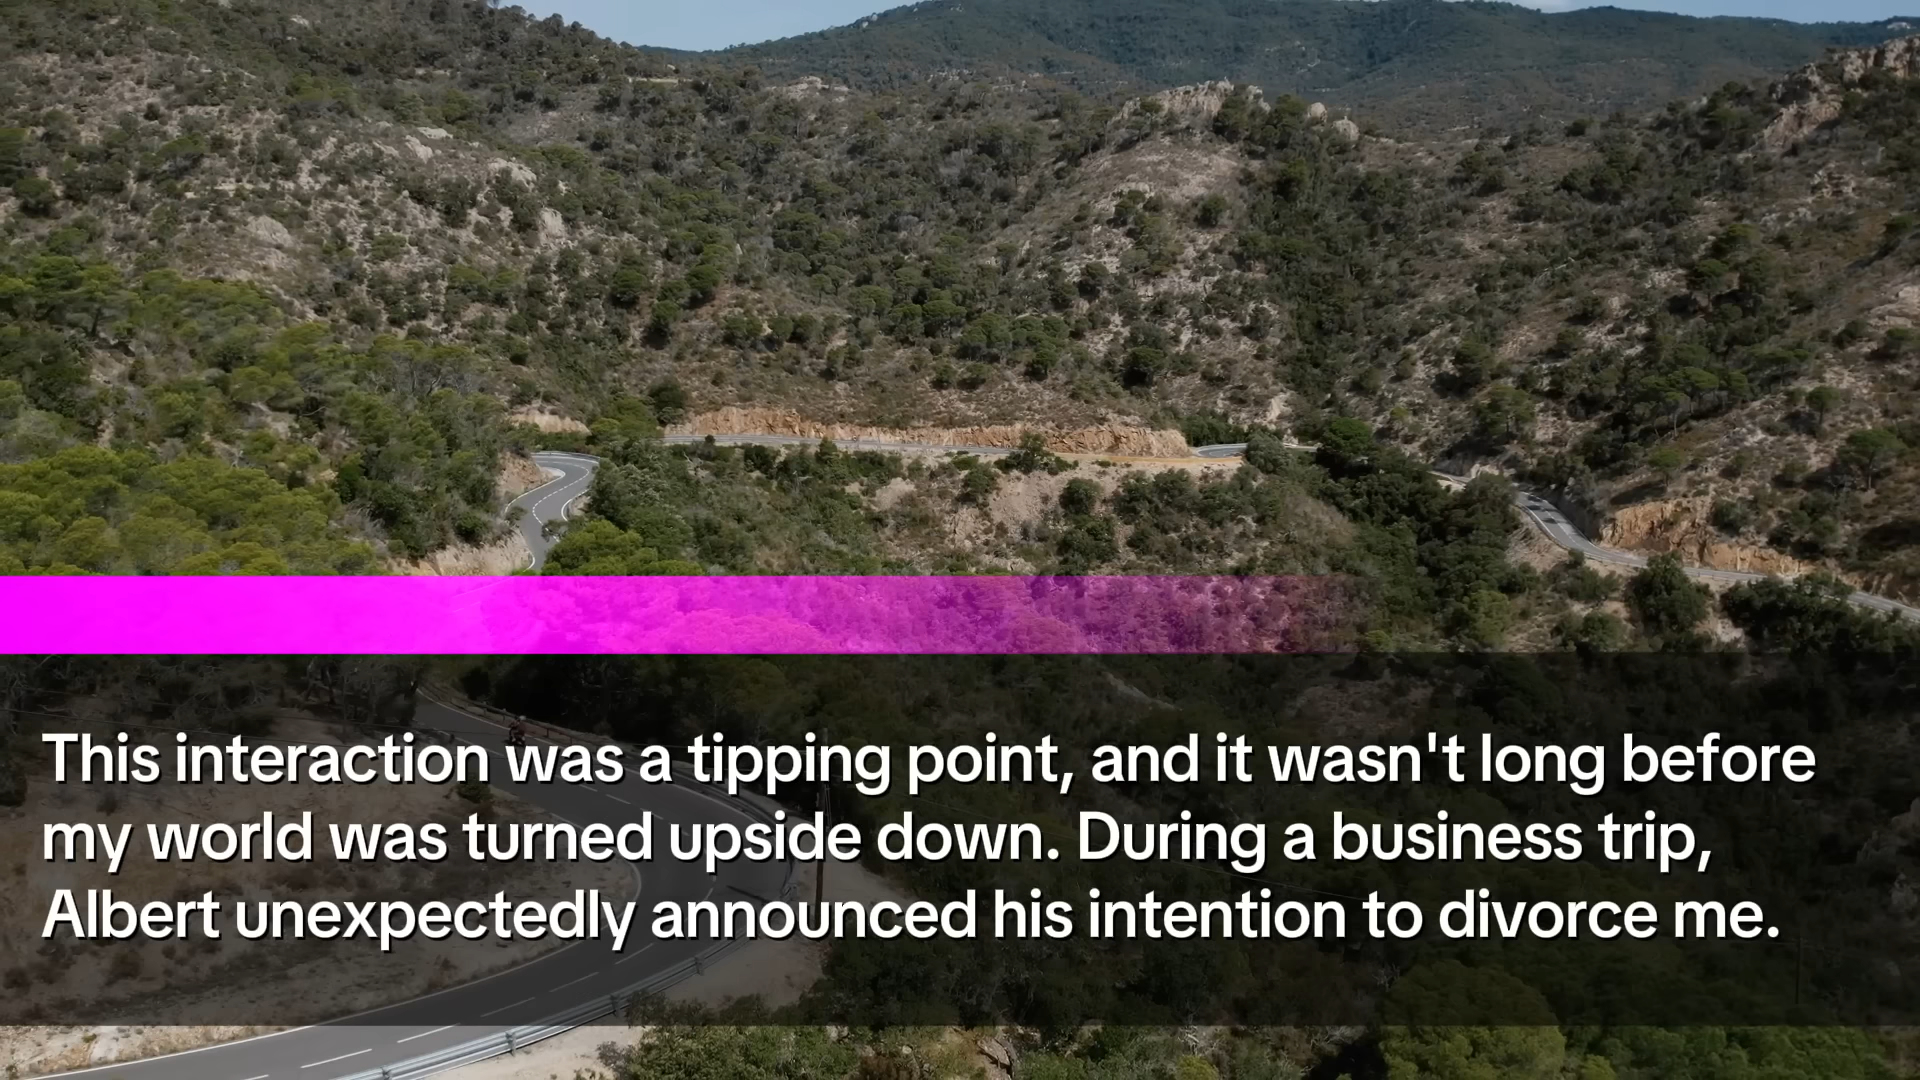 This interaction was a tipping point, and it wasn't long before
my world was turned upside down. During a business trip,
Albert unexpectedly announced his intention to divorce me.